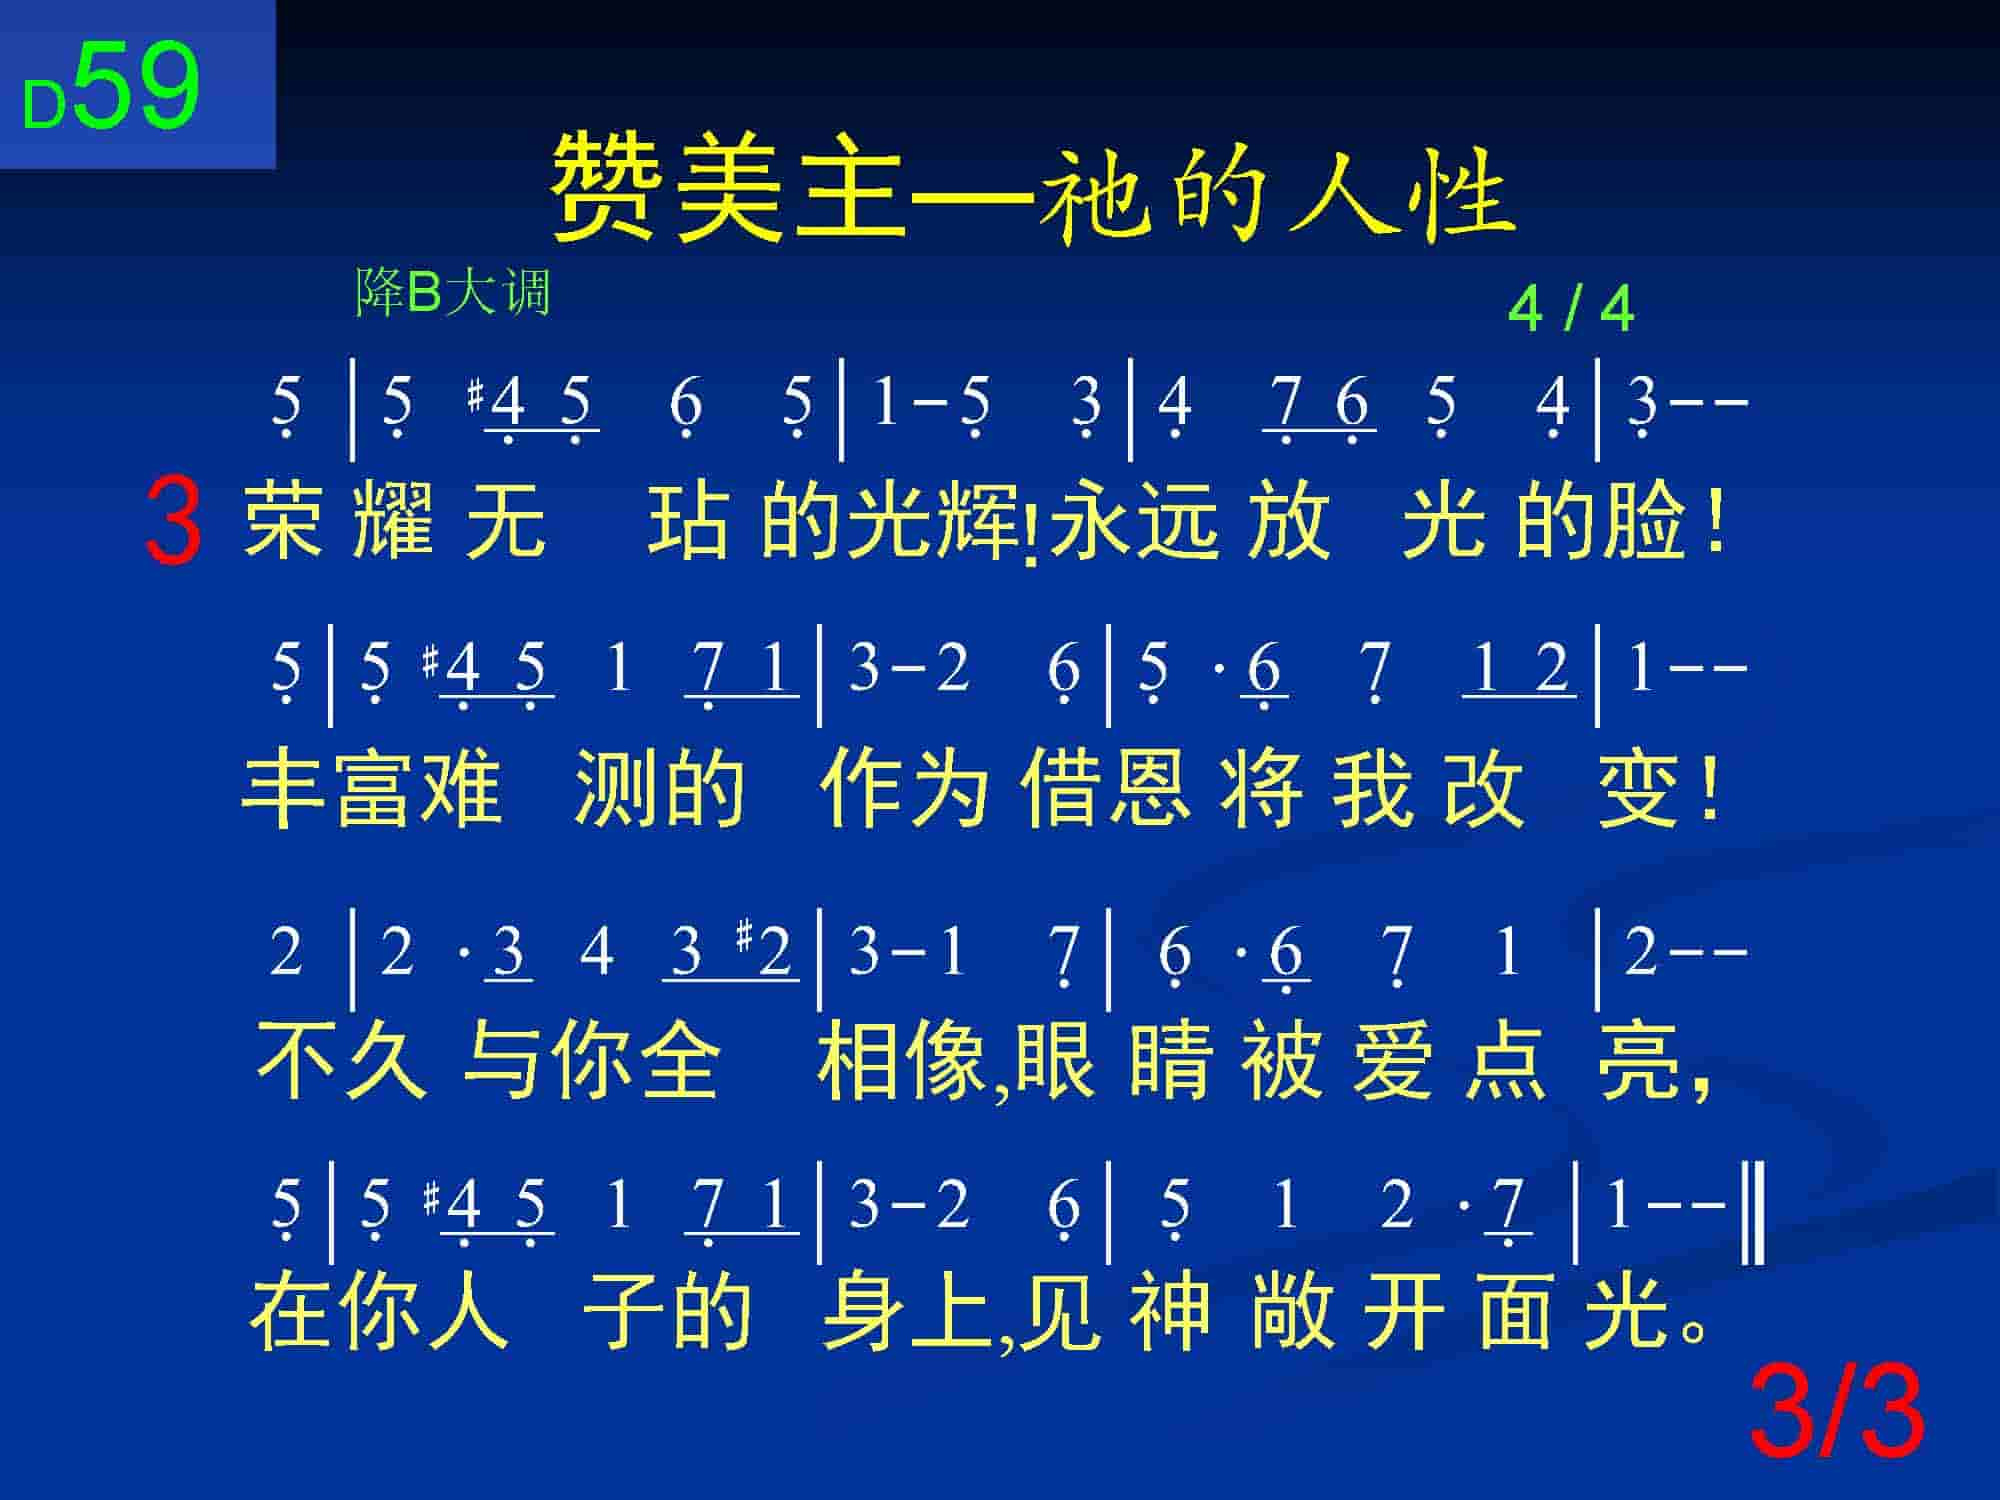 D59
赞美主—祂的人性
降B大调 4 / 4
5 | 5 #4 5 6 5 | 1 - 5 3 | 4 7 6 5 4 | 3 - -
3 荣耀无玷的光辉!永远放光的脸!
5 | 5 #4 5 1 7 1 | 3 - 2 6 | 5 · 6 7 1 2 | 1 - -
丰富难测的作为借恩将我改变!
2 | 2 · 3 4 3 #2 | 3 - 1 7 | 6 · 6 7 1 | 2 - -
不久与你全相像,眼睛被爱点亮,
5 | 5 #4 5 1 7 1 | 3 - 2 6 | 5 1 2 · 7 | 1 - - ‖
在你人子的身上,见神敞开面光。
3/3